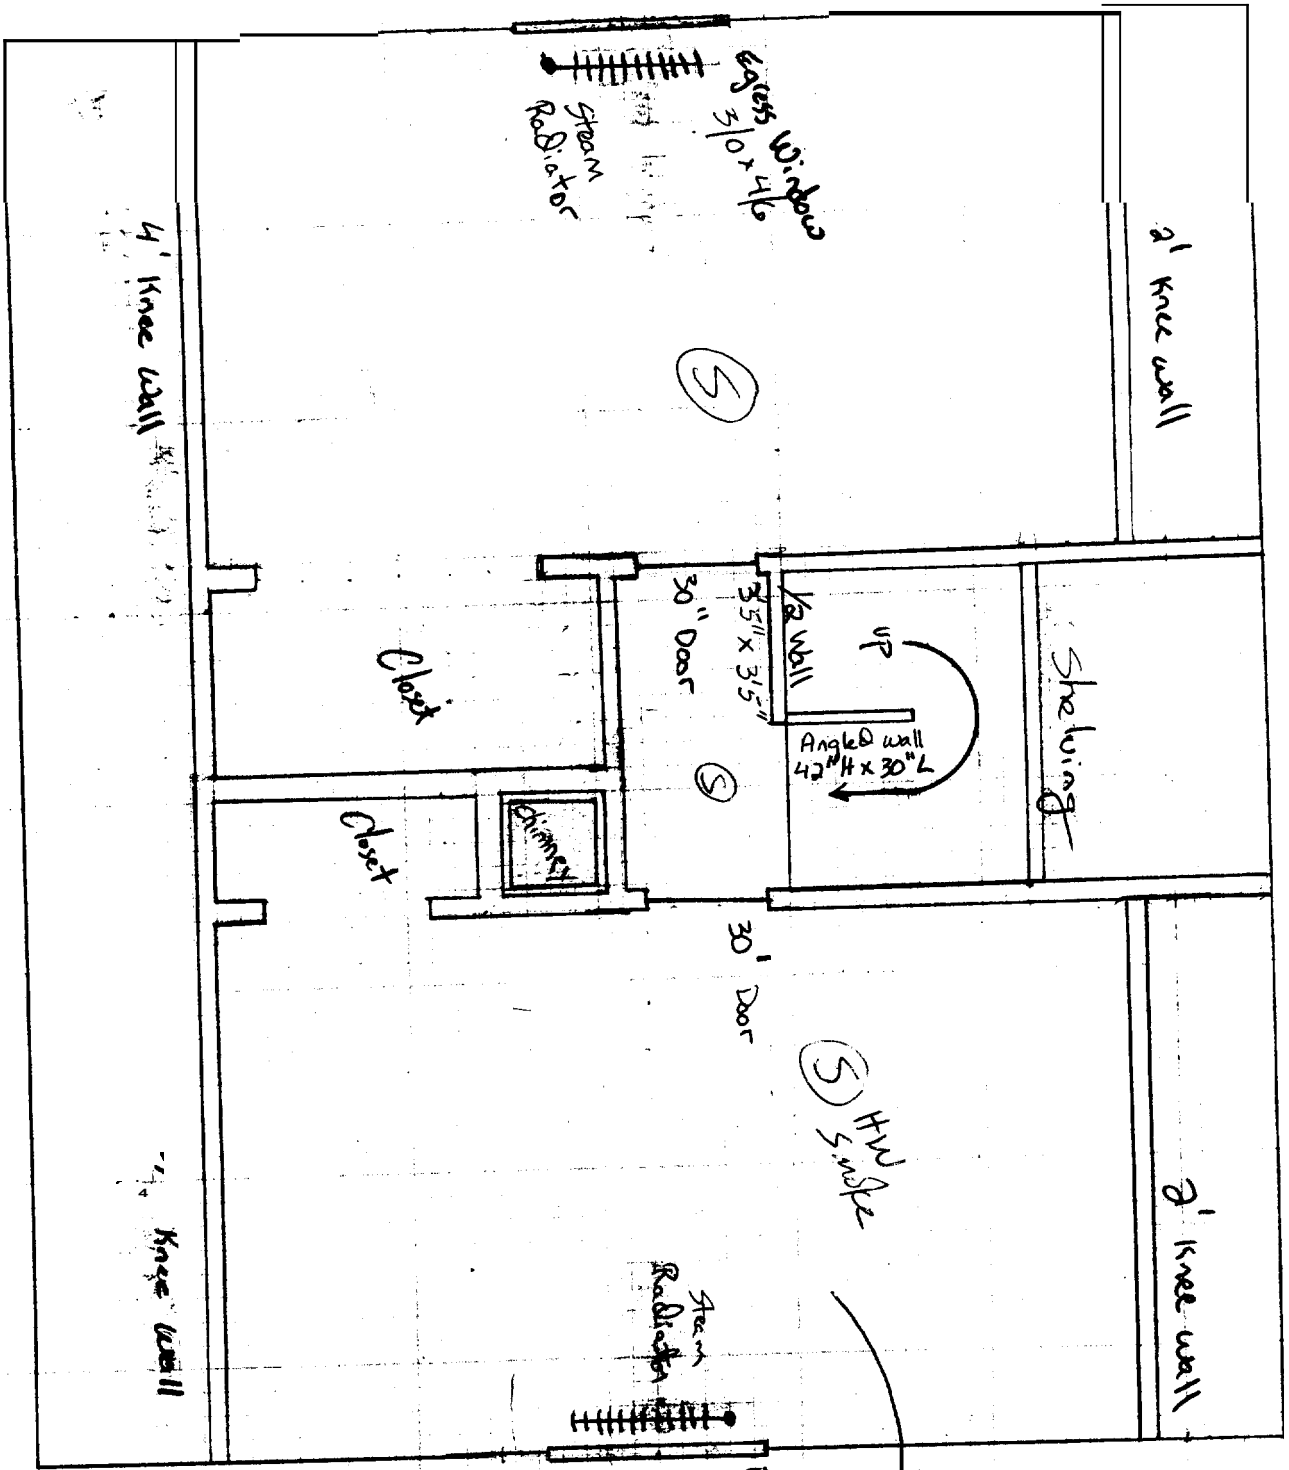 Egress Window
3/0 x 4/6
Steam
Radiator
4' Knee Wall
2' Knee wall
S
30" Door
1/2 Wall
3'5" x 3'5"
UP
Angled wall
42"H x 30"L
Shelving
Closet
S
Closet
Chimney
30' Door
S HW
Smoke
Knee wall
2' Knee wall
Steam
Radiator